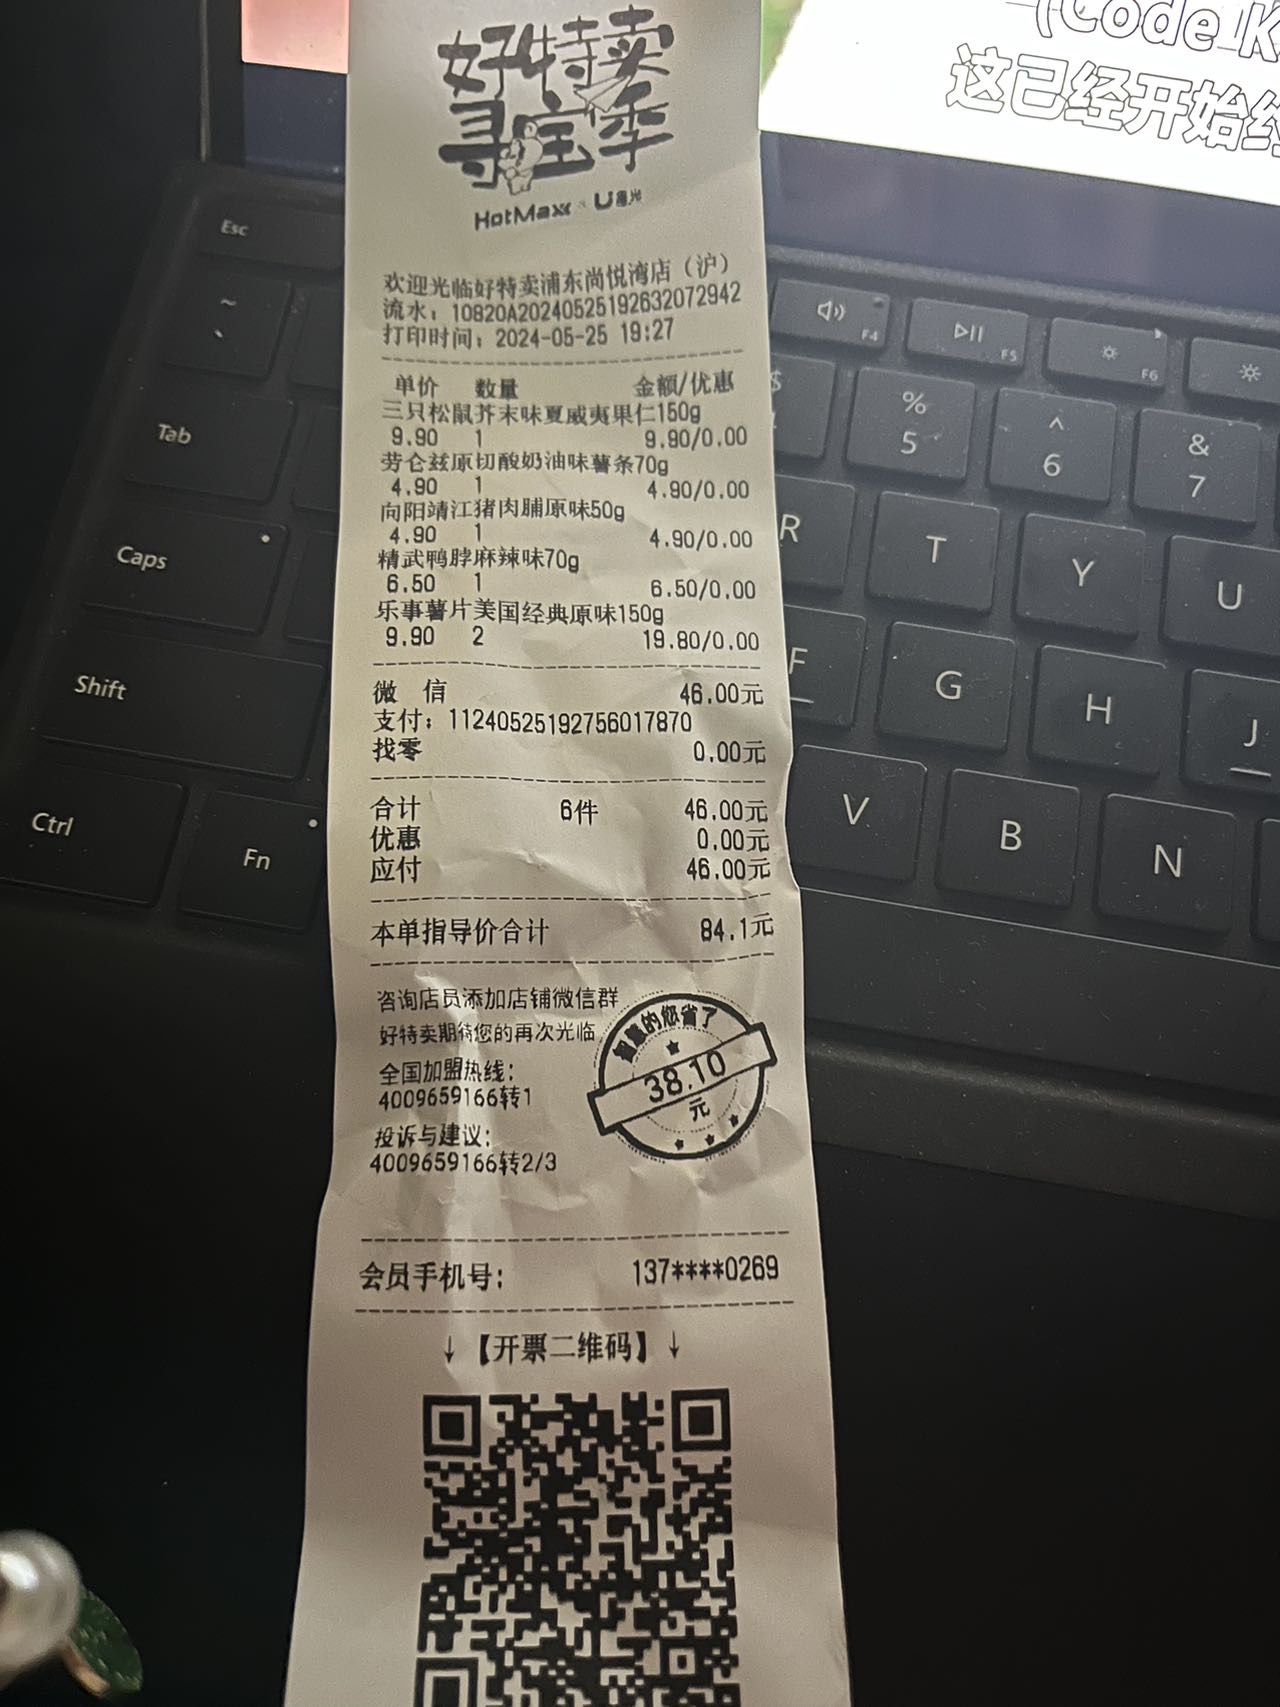 好特卖
寻宝季
HotMaxx × U
欢迎光临好特卖浦东尚悦湾店（沪）
流水：10820A20240525192632072942
打印时间：2024-05-25 19:27
单价 数量 金额/优惠
三只松鼠芥末味夏威夷果仁150g
9.90 1 9.90/0.00
劳仑兹原切酸奶油味薯条70g
4.90 1 4.90/0.00
向阳靖江猪肉脯原味50g
4.90 1 4.90/0.00
精武鸭脖麻辣味70g
6.50 1 6.50/0.00
乐事薯片美国经典原味150g
9.90 2 19.80/0.00
微 信 46.00元
支付：11240525192756017870
找零 0.00元
合计 6件 46.00元
优惠 0.00元
应付 46.00元
本单指导价合计 84.1元
咨询店员添加店铺微信群
好特卖期待您的再次光临
全国加盟热线：
4009659166转1
投诉与建议：
4009659166转2/3
智慧的您省了
38.10
元
会员手机号： 137****0269
↓【开票二维码】↓
(Code K
这已经开始
Esc
~
`
Tab
Caps
Shift
Ctrl
Fn
F4
F5
F6
$
%
5
^
6
&
7
R
T
Y
U
F
G
H
J
V
B
N